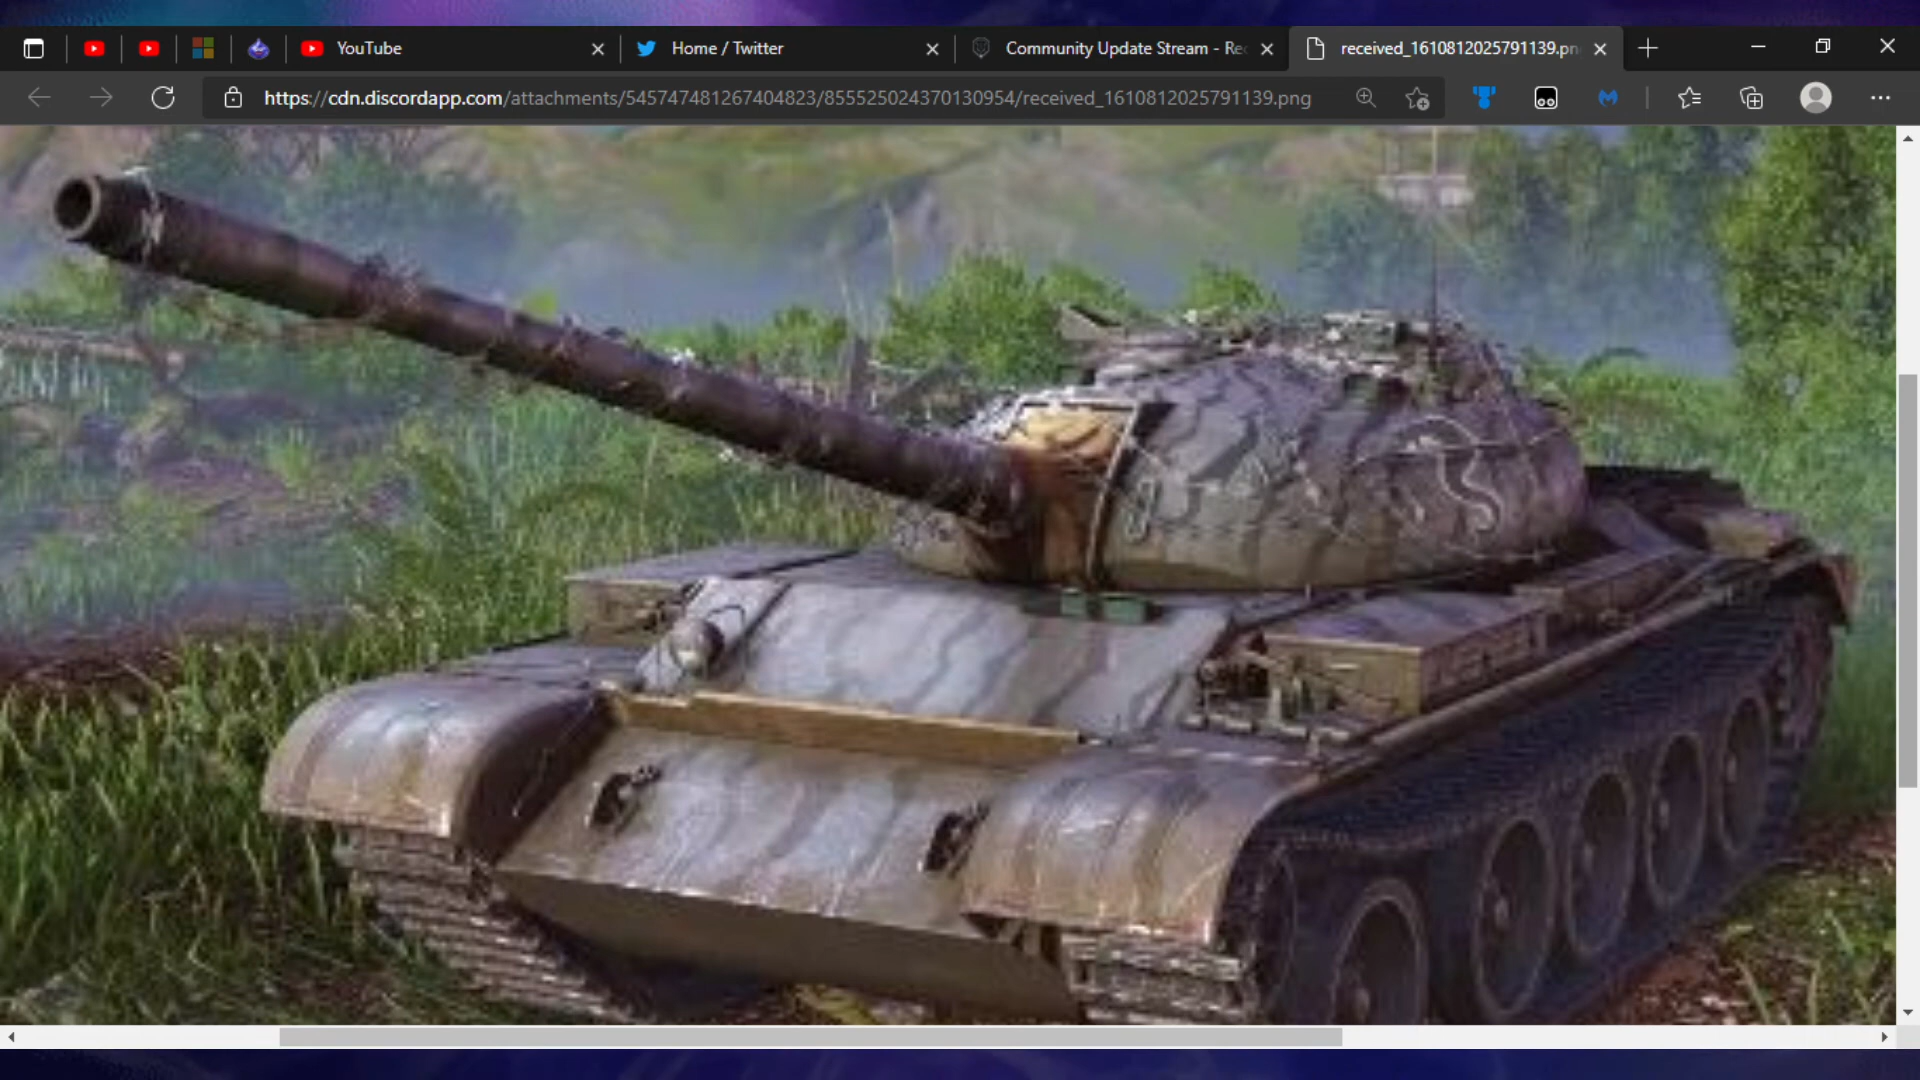 YouTube
Home / Twitter
Community Update Stream - Re
received_1610812025791139.pn
https://cdn.discordapp.com/attachments/545747481267404823/855525024370130954/received_1610812025791139.png